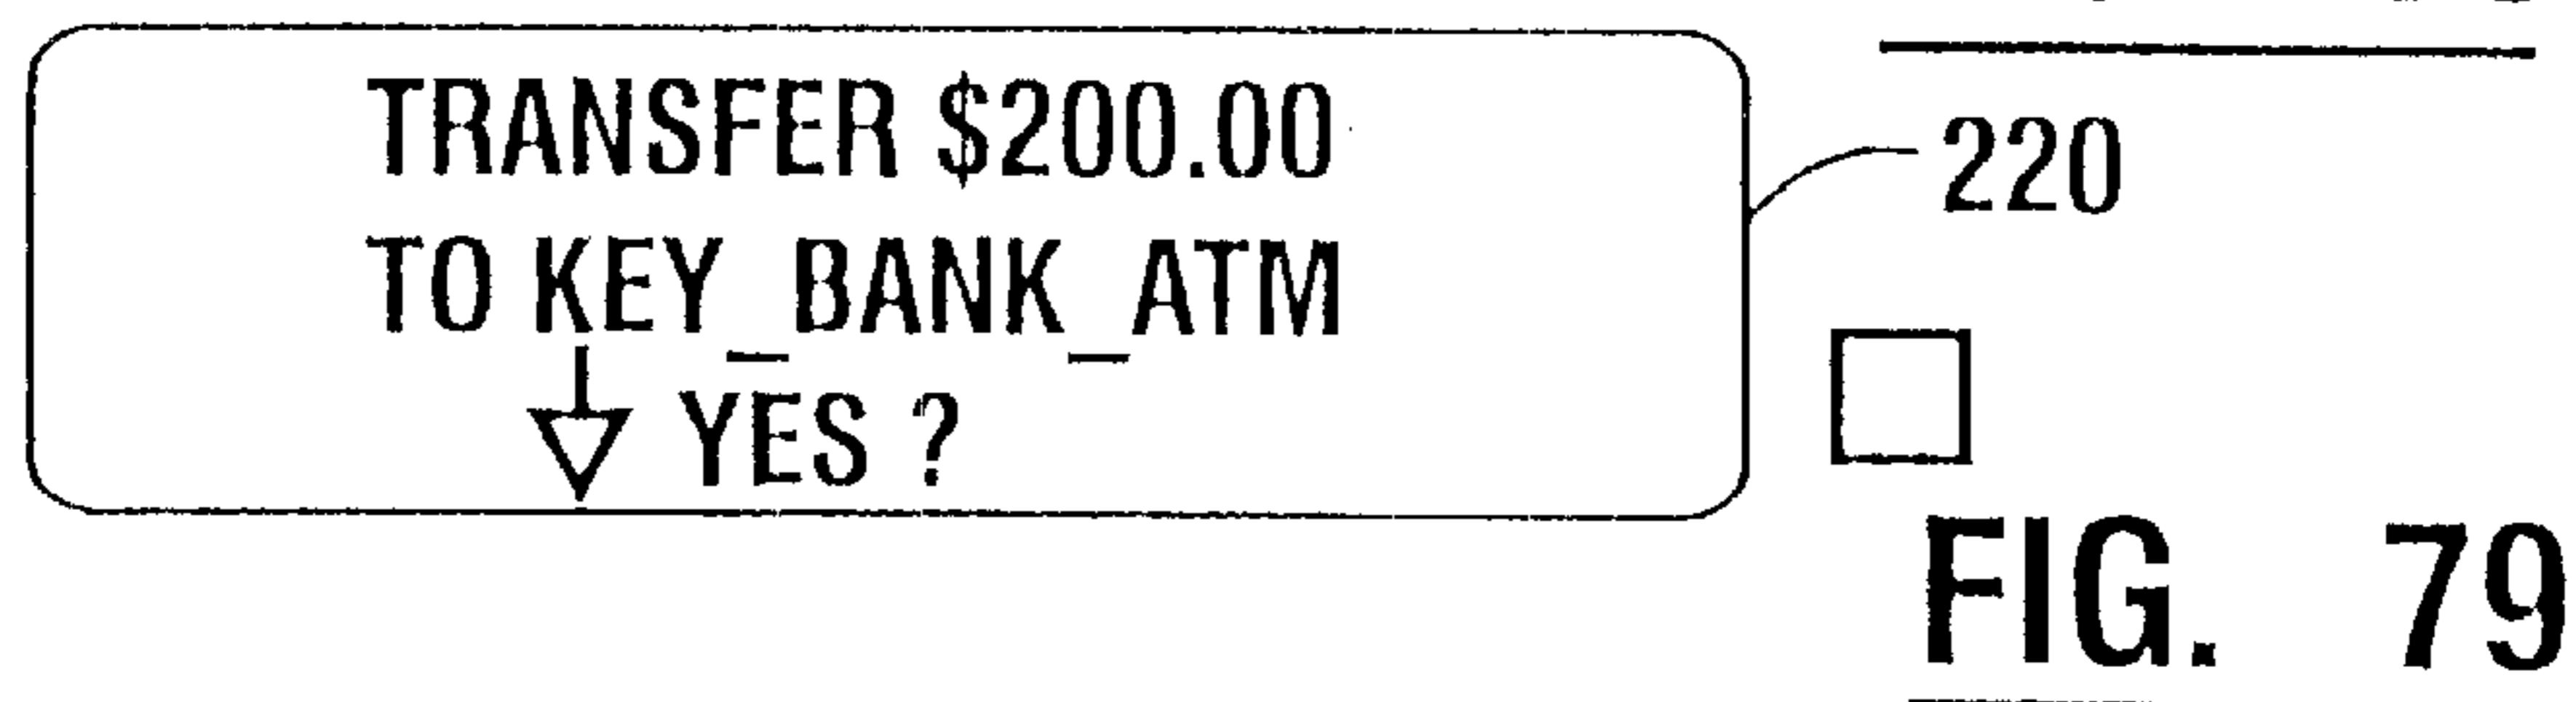 TRANSFER $200.00
TO KEY_BANK_ATM
YES ?
220
FIG. 79